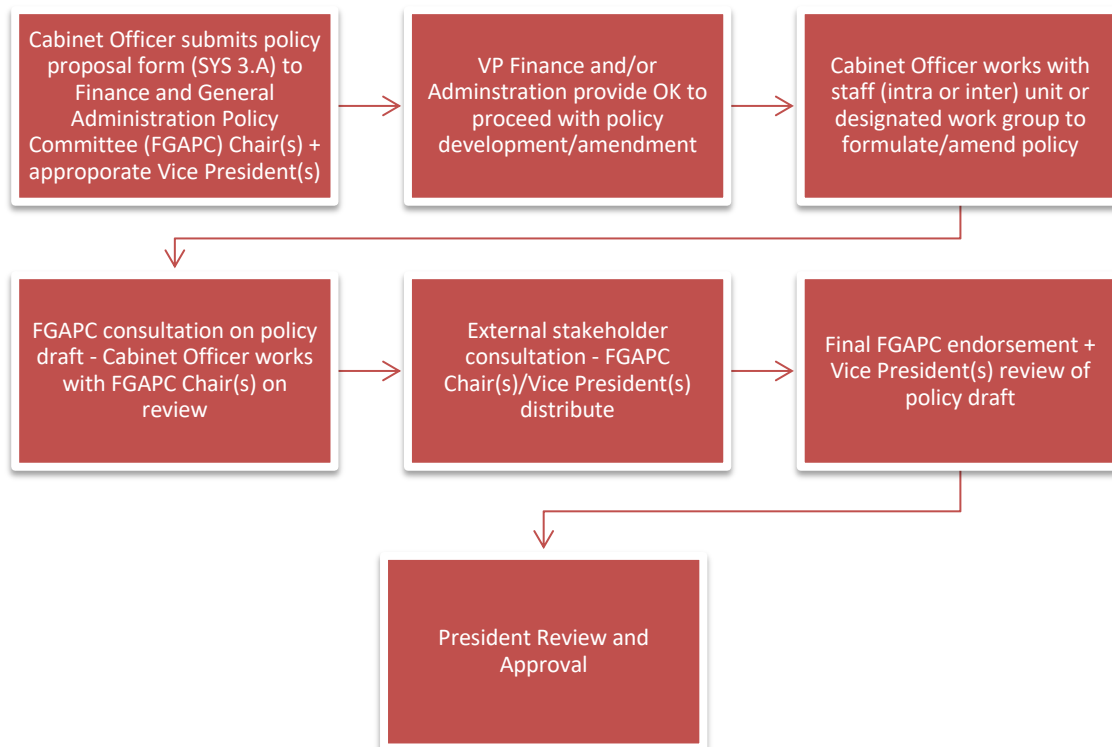 Cabinet Officer submits policy
proposal form (SYS 3.A) to
Finance and General
Administration Policy
Committee (FGAPC) Chair(s) +
approporate Vice President(s)
VP Finance and/or
Adminstration provide OK to
proceed with policy
development/amendment
Cabinet Officer works with
staff (intra or inter) unit or
designated work group to
formulate/amend policy
FGAPC consultation on policy
draft - Cabinet Officer works
with FGAPC Chair(s) on
review
External stakeholder
consultation - FGAPC
Chair(s)/Vice President(s)
distribute
Final FGAPC endorsement +
Vice President(s) review of
policy draft
President Review and
Approval